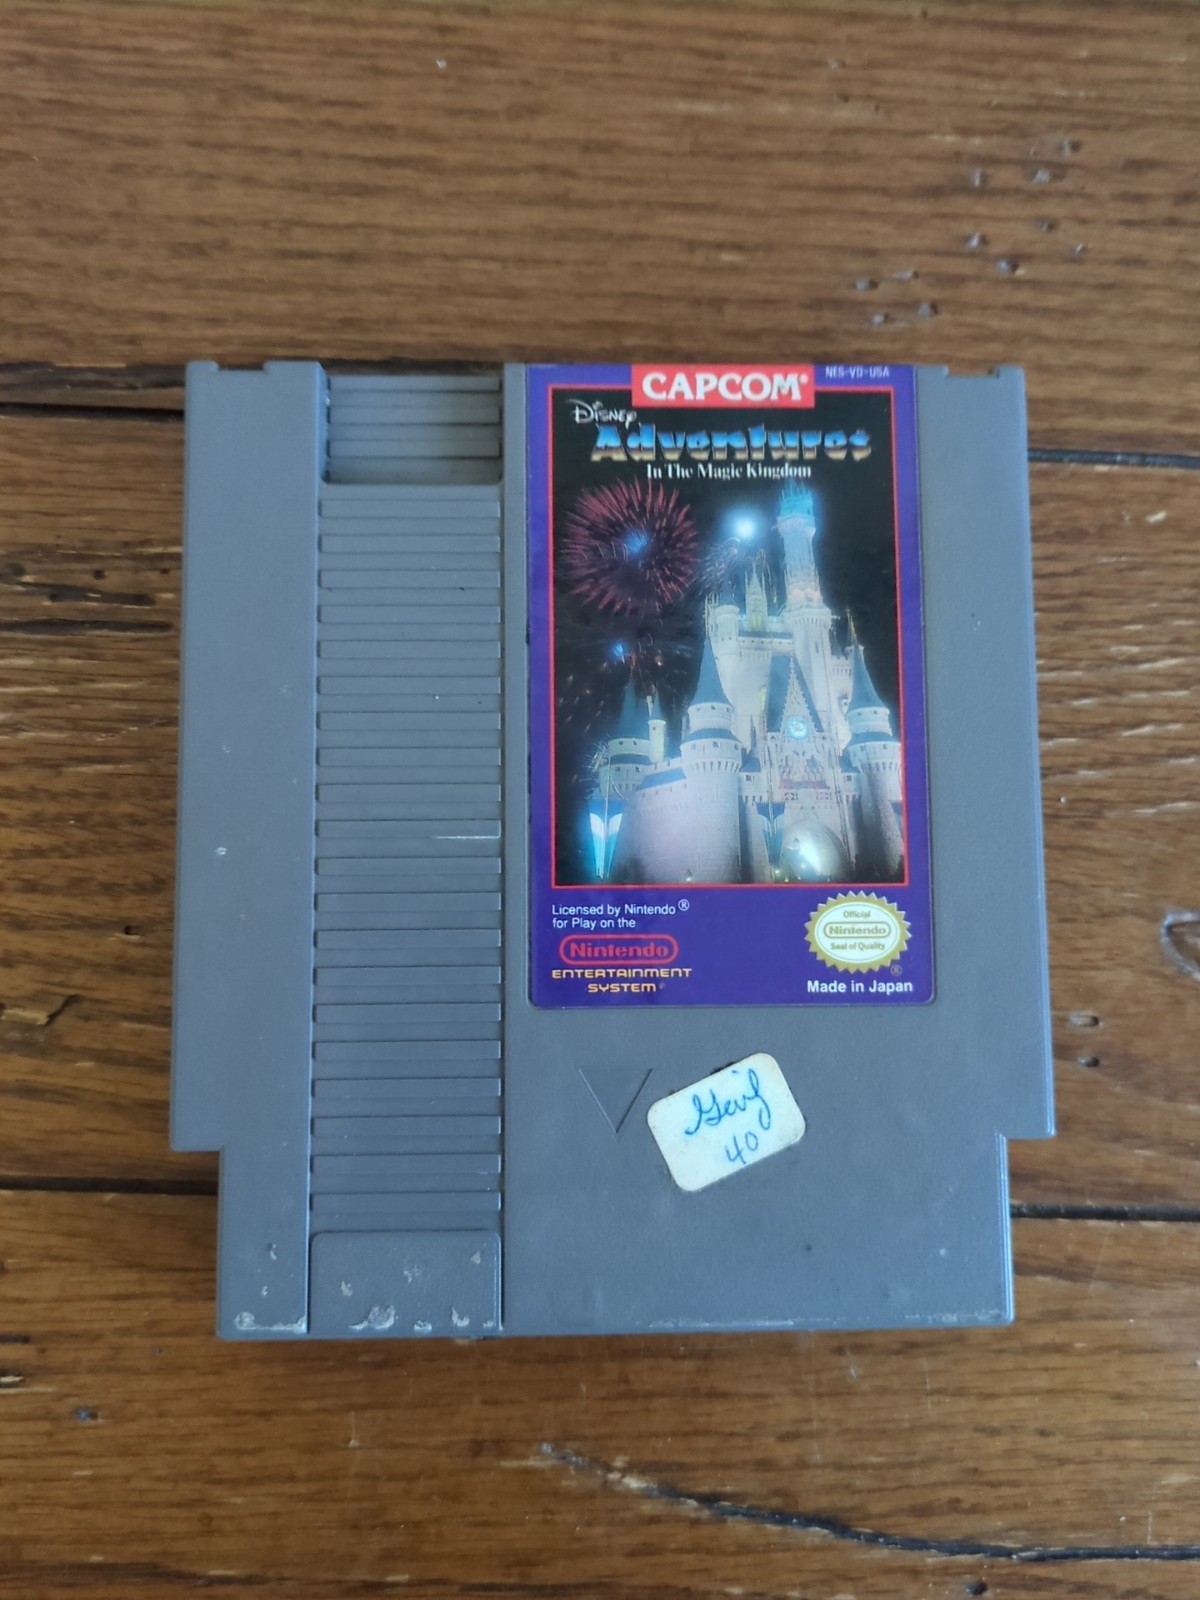 CAPCOM®
NES-VD-USA
Disney
Adventures
In The Magic Kingdom
Licensed by Nintendo®
for Play on the
Nintendo
ENTERTAINMENT
SYSTEM®
Official
Nintendo
Seal of Quality
®
Made in Japan
40